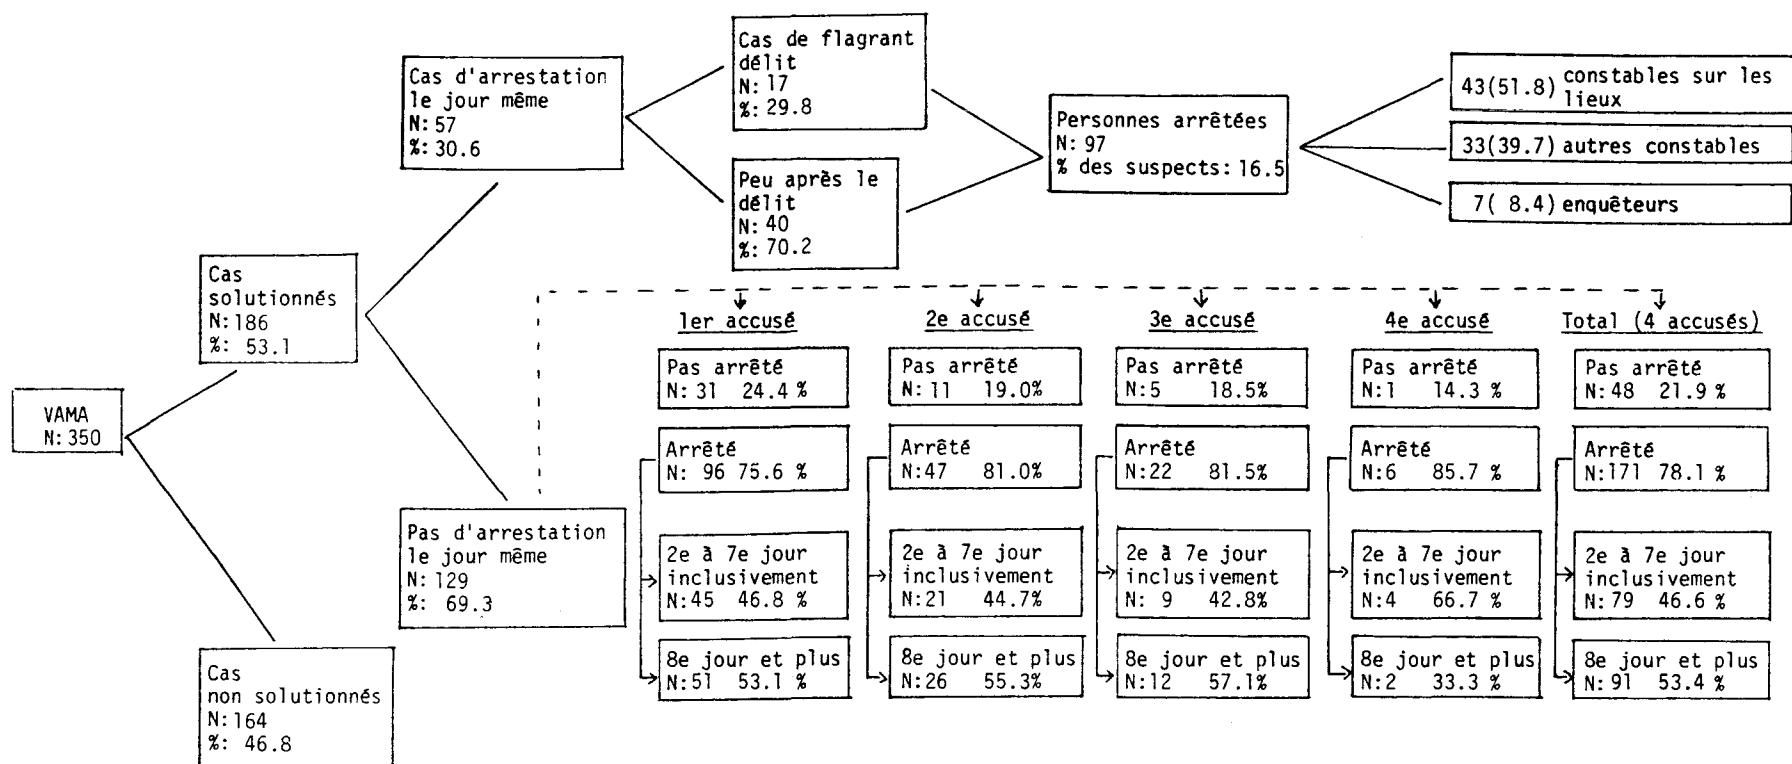 VAMA
N: 350
Cas
solutionnés
N: 186
%: 53.1
Cas
non solutionnés
N: 164
%: 46.8
Cas d'arrestation
le jour même
N: 57
%: 30.6
Pas d'arrestation
le jour même
N: 129
%: 69.3
Cas de flagrant
délit
N: 17
%: 29.8
Peu après le
délit
N: 40
%: 70.2
Personnes arrêtées
N: 97
% des suspects: 16.5
43(51.8) constables sur les
lieux
33(39.7) autres constables
7( 8.4) enquêteurs
1er accusé
Pas arrêté
N: 31 24.4 %
Arrêté
N: 96 75.6 %
2e à 7e jour
inclusivement
N: 45 46.8 %
8e jour et plus
N: 51 53.1 %
2e accusé
Pas arrêté
N: 11 19.0%
Arrêté
N: 47 81.0%
2e à 7e jour
inclusivement
N: 21 44.7%
8e jour et plus
N: 26 55.3%
3e accusé
Pas arrêté
N: 5 18.5%
Arrêté
N: 22 81.5%
2e à 7e jour
inclusivement
N: 9 42.8%
8e jour et plus
N: 12 57.1%
4e accusé
Pas arrêté
N: 1 14.3 %
Arrêté
N: 6 85.7 %
2e à 7e jour
inclusivement
N: 4 66.7 %
8e jour et plus
N: 2 33.3 %
Total (4 accusés)
Pas arrêté
N: 48 21.9 %
Arrêté
N: 171 78.1 %
2e à 7e jour
inclusivement
N: 79 46.6 %
8e jour et plus
N: 91 53.4 %